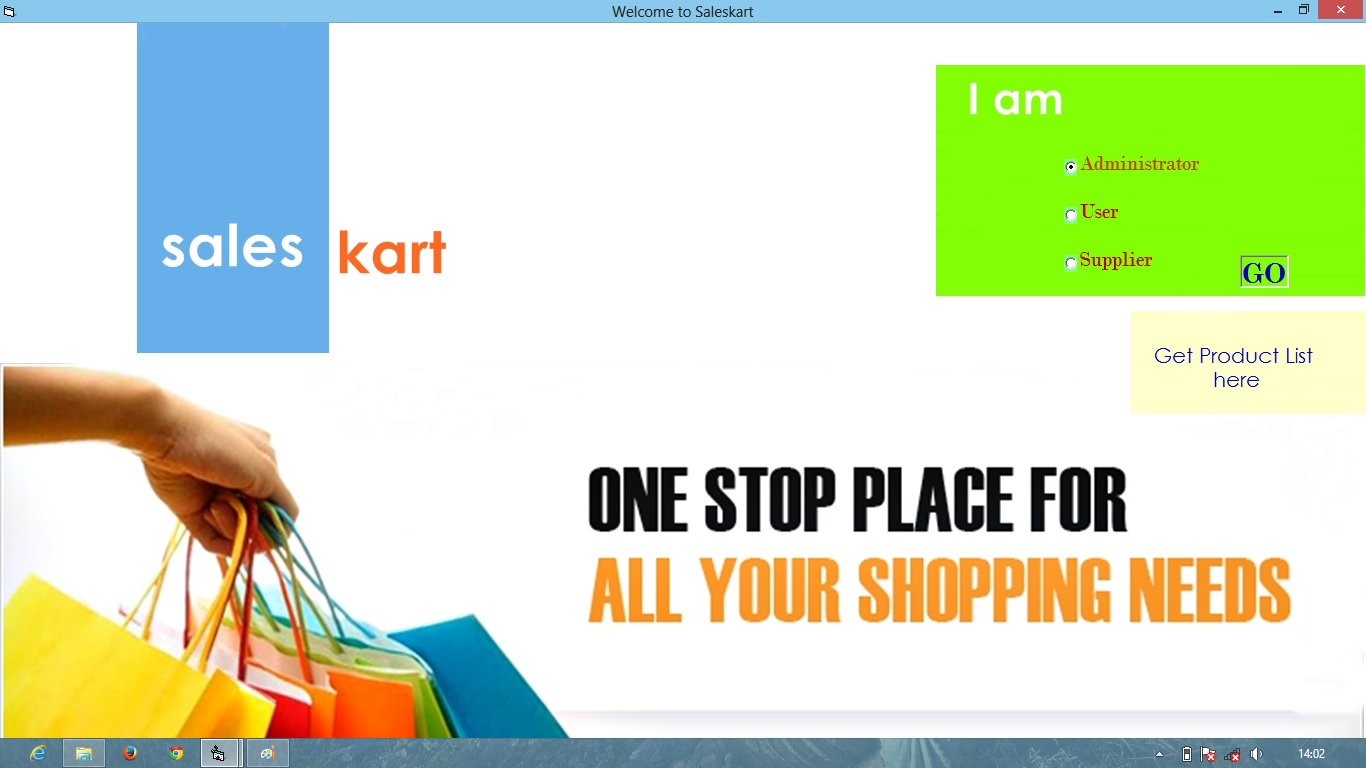 Welcome to Saleskart
sales kart
I am
Administrator
User
Supplier
GO
Get Product List
here
ONE STOP PLACE FOR
ALL YOUR SHOPPING NEEDS
14:02